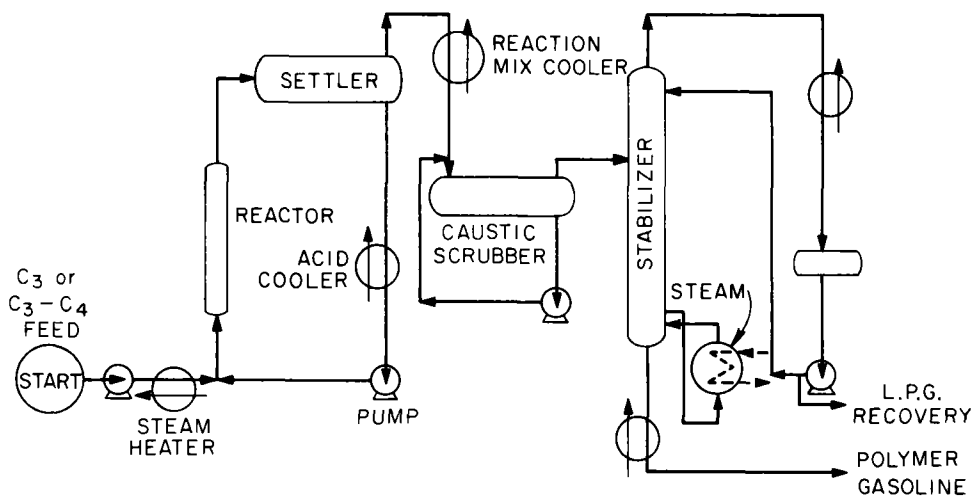 SETTLER
REACTION
MIX COOLER
REACTOR
ACID
COOLER
CAUSTIC
SCRUBBER
STABILIZER
C3 or
C3-C4
FEED
START
STEAM
HEATER
PUMP
STEAM
L.P.G.
RECOVERY
POLYMER
GASOLINE